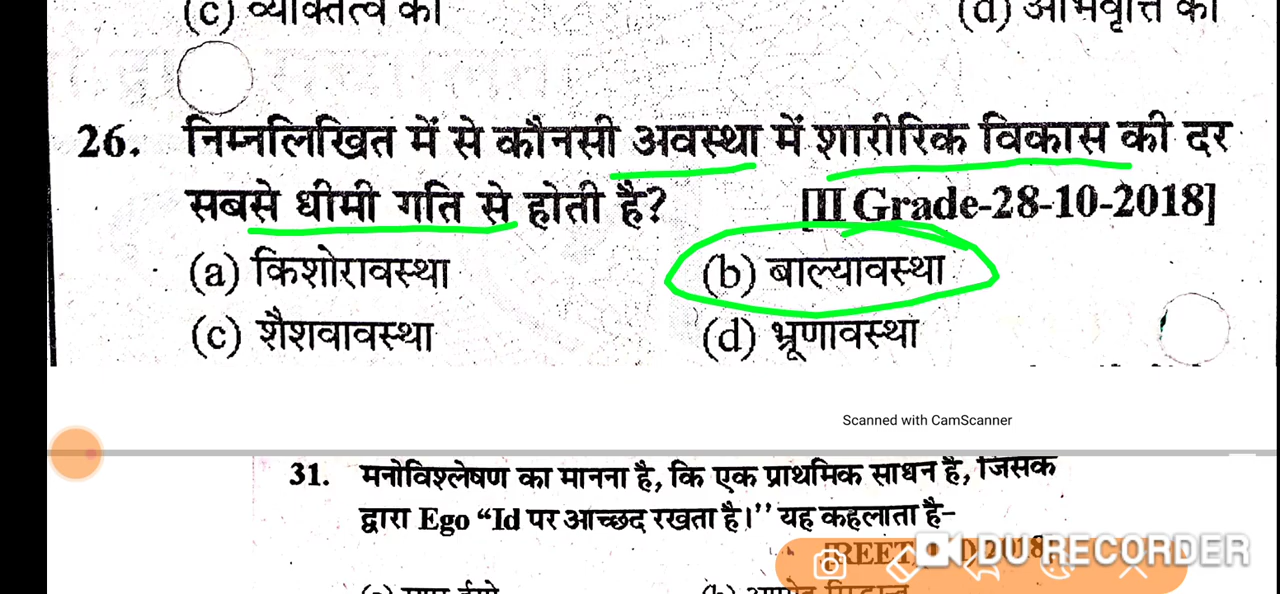 (c) व्यक्तित्व की (d) अभिवृत्ति की
26. निम्नलिखित में से कौनसी अवस्था में शारीरिक विकास की दर
सबसे धीमी गति से होती है? [II Grade-28-10-2018]
(a) किशोरावस्था (b) बाल्यावस्था
(c) शैशवावस्था (d) भ्रूणावस्था
Scanned with CamScanner
31. मनोविश्लेषण का मानना है, कि एक प्राथमिक साधन है, जिसक
द्वारा Ego “Id पर आच्छद रखता है।’’ यह कहलाता है-
2018]
DU RECORDER
(a) (b)